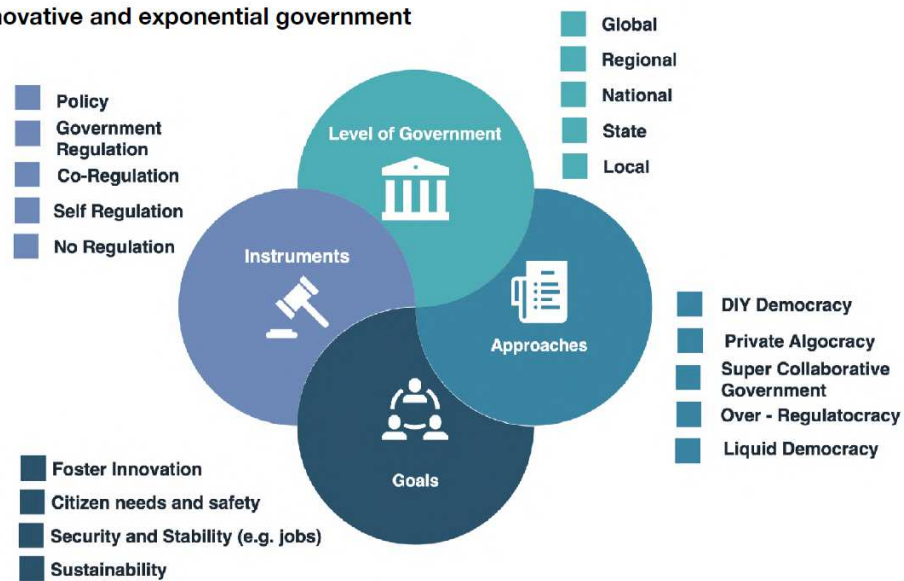 novative and exponential government
Global
Regional
National
State
Local
Level of Government
Policy
Government
Regulation
Co-Regulation
Self Regulation
No Regulation
Instruments
Approaches
DIY Democracy
Private Algocracy
Super Collaborative
Government
Over - Regulatocracy
Liquid Democracy
Goals
Foster Innovation
Citizen needs and safety
Security and Stability (e.g. jobs)
Sustainability